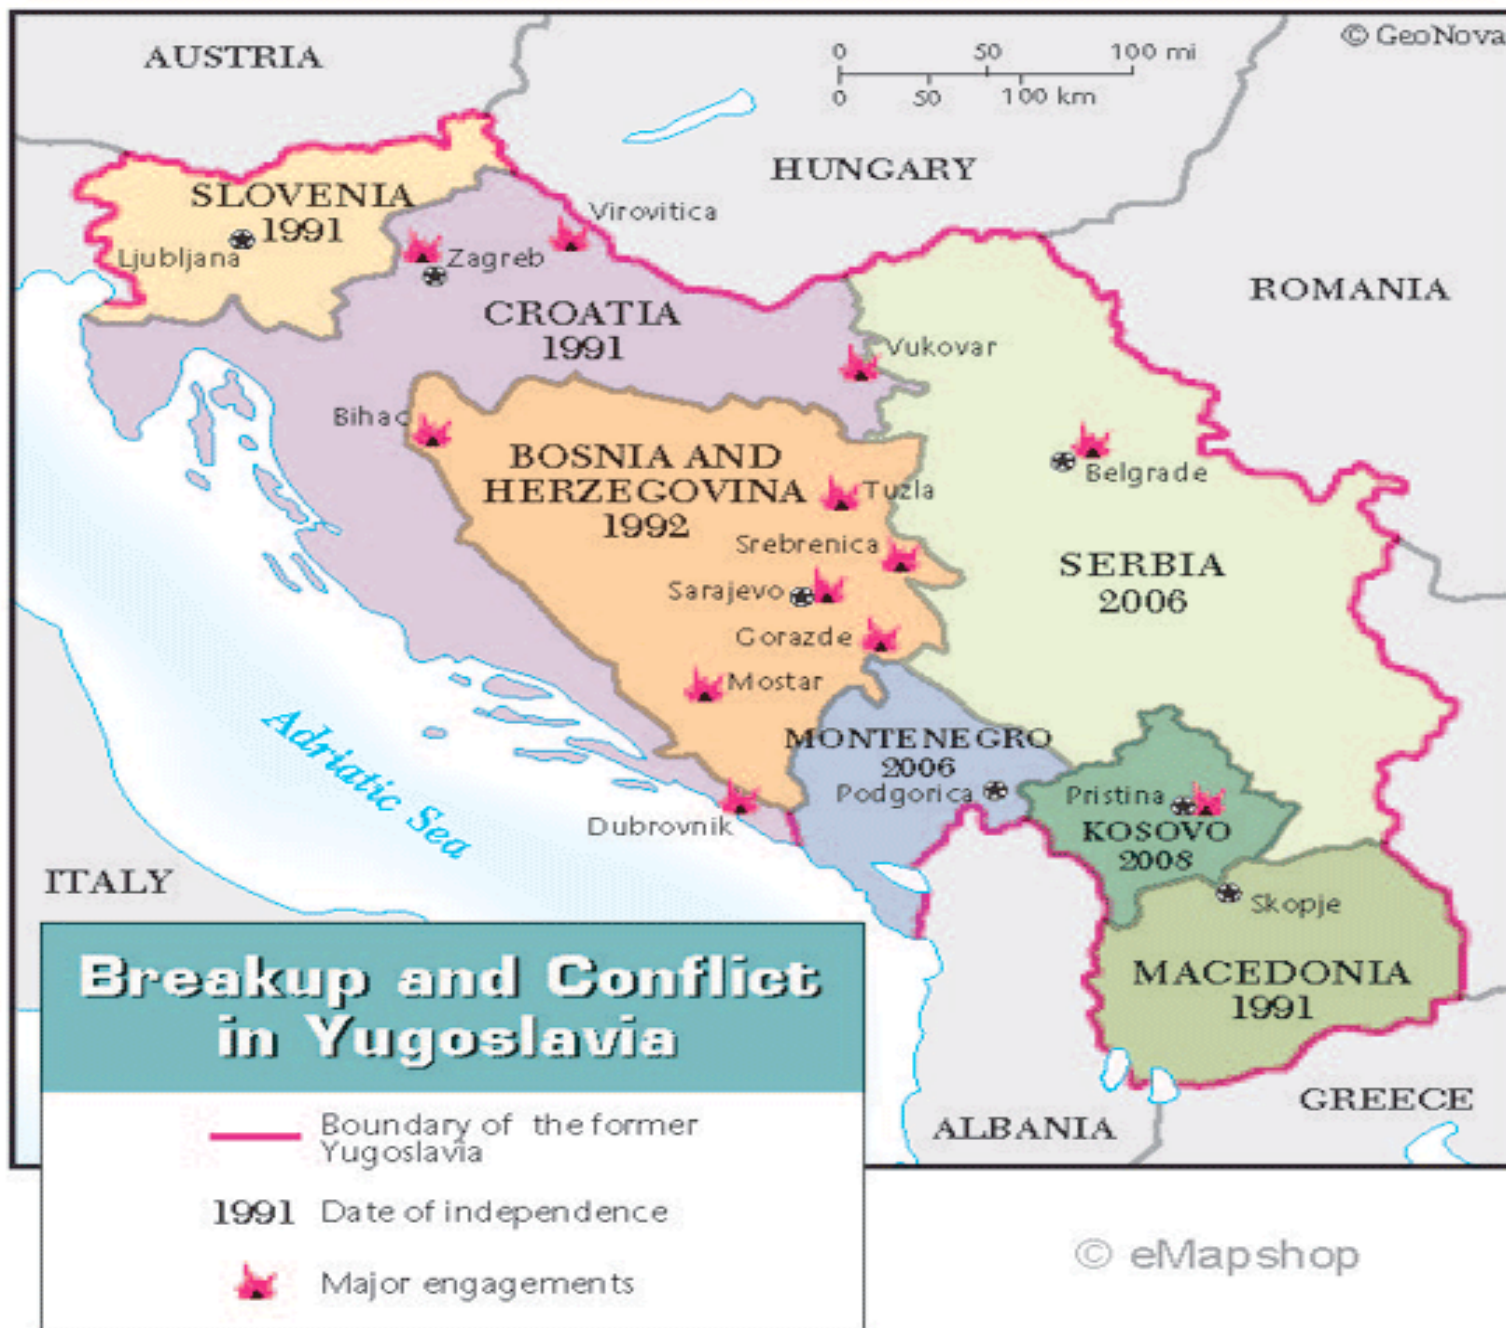 © GeoNova
0 50 100 mi
0 50 100 km
AUSTRIA
HUNGARY
ROMANIA
SLOVENIA
1991
Ljubljana
Virovitica
Zagreb
CROATIA
1991
Vukovar
Bihac
BOSNIA AND
HERZEGOVINA
1992
Tuzla
Belgrade
Srebrenica
SERBIA
2006
Sarajevo
Gorazde
Mostar
MONTENEGRO
2006
Podgorica
Pristina
KOSOVO
2008
Dubrovnik
Adriatic Sea
ITALY
Skopje
MACEDONIA
1991
GREECE
ALBANIA
Breakup and Conflict
in Yugoslavia
Boundary of the former
Yugoslavia
1991 Date of independence
Major engagements
© eMapshop